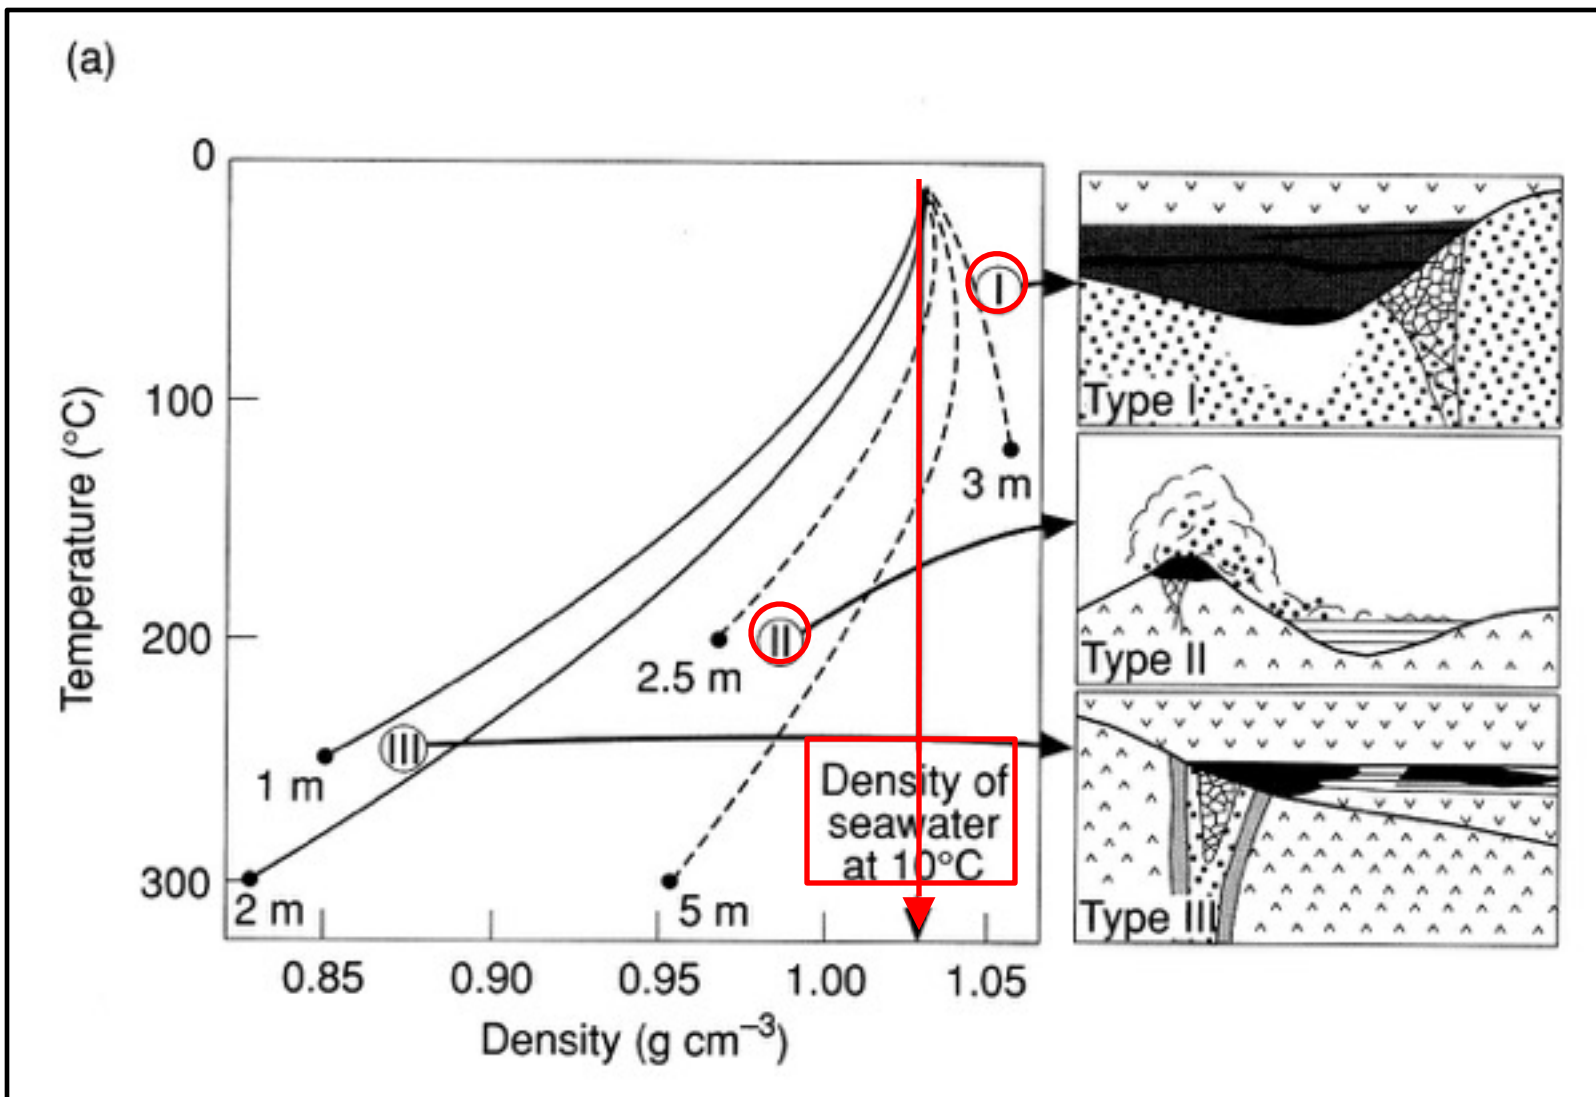 (a)
0
100
200
300
Temperature (°C)
I
II
III
3 m
2.5 m
1 m
2 m
5 m
Density of
seawater
at 10°C
0.85
0.90
0.95
1.00
1.05
Density (g cm⁻³)
Type I
Type II
Type III